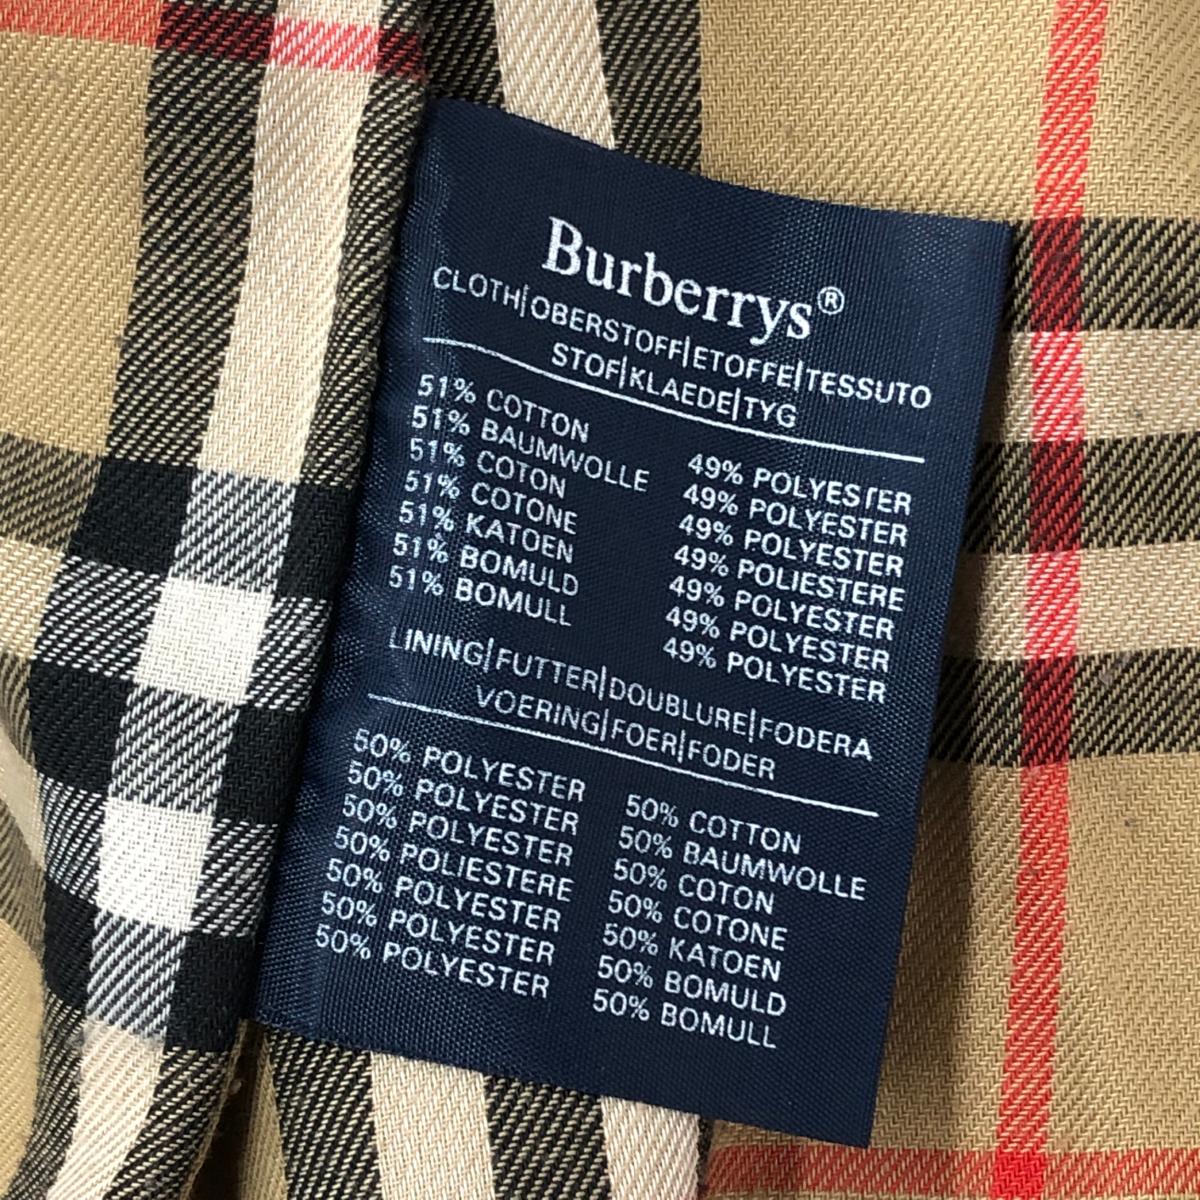 Burberrys®
CLOTH|OBERSTOFF|ETOFFE|TESSUTO
STOF|KLAEDE|TYG
51% COTTON 49% POLYESTER
51% BAUMWOLLE 49% POLYESTER
51% COTON 49% POLYESTER
51% COTONE 49% POLIESTERE
51% KATOEN 49% POLYESTER
51% BOMULD 49% POLYESTER
51% BOMULL 49% POLYESTER
LINING|FUTTER|DOUBLURE|FODERA
VOERING|FOER|FODER
50% POLYESTER 50% COTTON
50% POLYESTER 50% BAUMWOLLE
50% POLYESTER 50% COTON
50% POLIESTERE 50% COTONE
50% POLYESTER 50% KATOEN
50% POLYESTER 50% BOMULD
50% POLYESTER 50% BOMULL